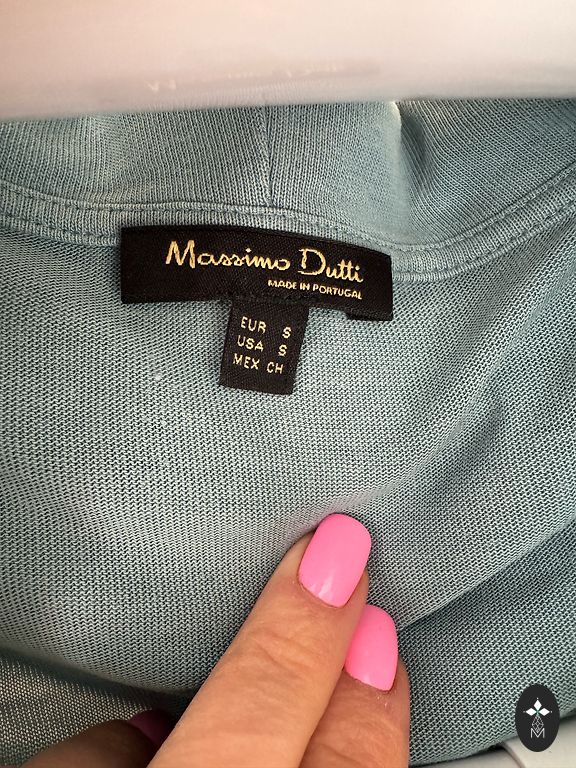 Massimo Dutti
MADE IN PORTUGAL
EUR S
USA S
MEX CH
M